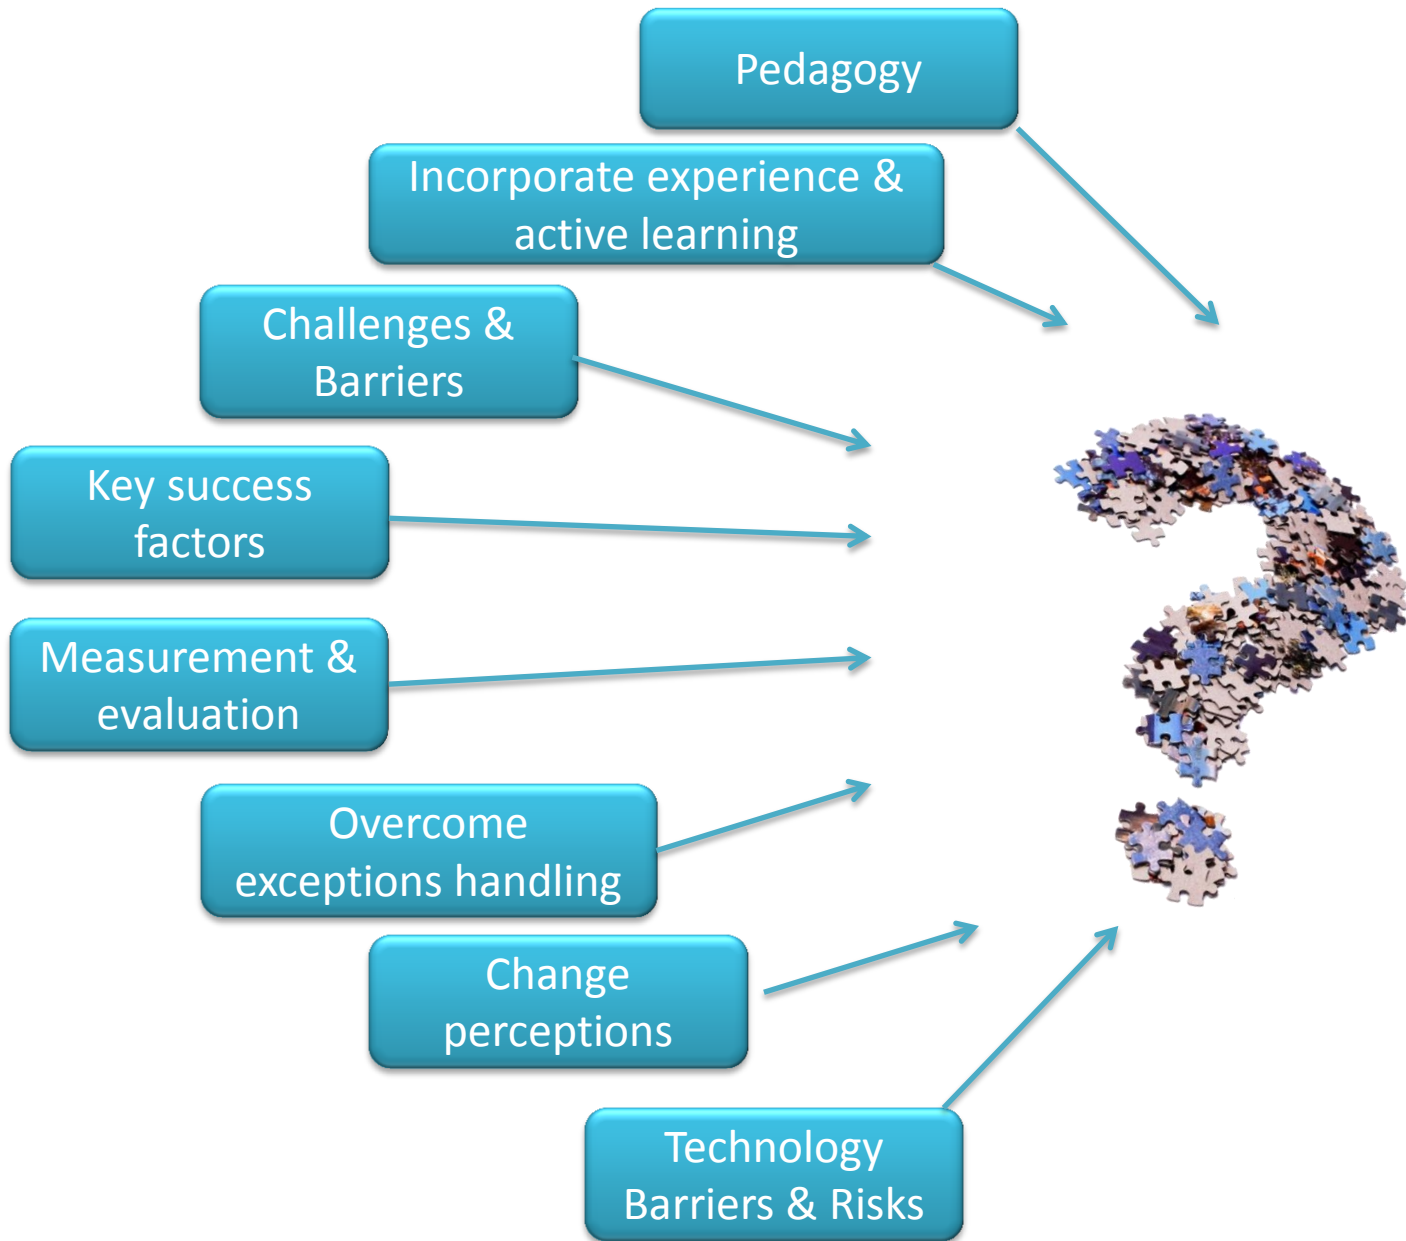 Pedagogy
Incorporate experience &
active learning
Challenges &
Barriers
Key success
factors
Measurement &
evaluation
Overcome
exceptions handling
Change
perceptions
Technology
Barriers & Risks